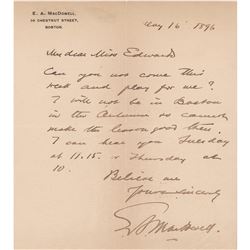 E. A. MacDOWELL,
38 CHESTNUT STREET,
BOSTON.
May 16 1896
My dear Miss Edwards
Can you not come this
week and play for me?
I will not be in Boston
in the Autumn so cannot
make the lesson good then.
I can hear you Tuesday
at 11.15. or Thursday at
10.
Believe me
Yours sincerely
E A MacDowell